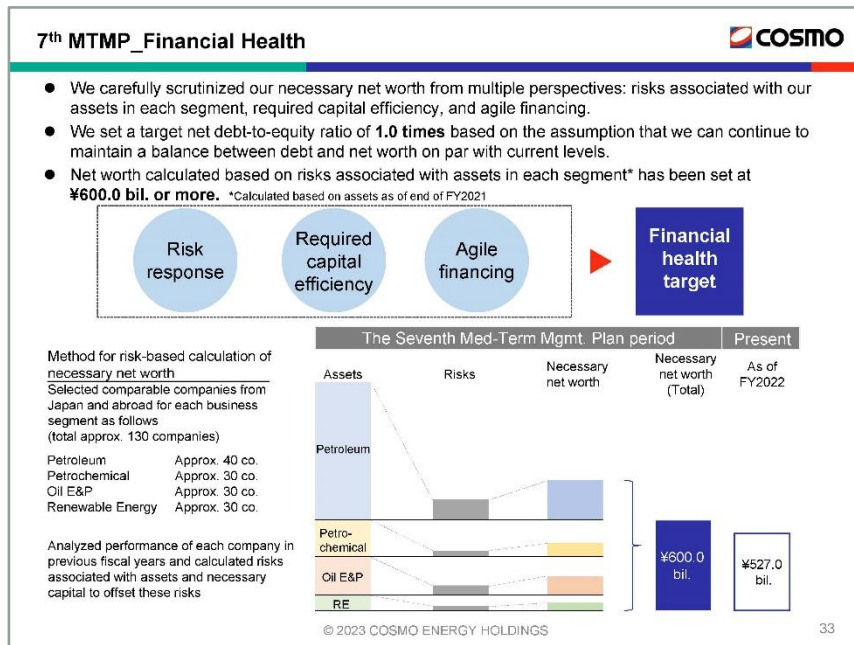 7th MTMP_Financial Health
COSMO
● We carefully scrutinized our necessary net worth from multiple perspectives: risks associated with our
assets in each segment, required capital efficiency, and agile financing.
● We set a target net debt-to-equity ratio of 1.0 times based on the assumption that we can continue to
maintain a balance between debt and net worth on par with current levels.
● Net worth calculated based on risks associated with assets in each segment* has been set at
¥600.0 bil. or more. *Calculated based on assets as of end of FY2021
Risk
response
Required
capital
efficiency
Agile
financing
Financial
health
target
Method for risk-based calculation of
necessary net worth
Selected comparable companies from
Japan and abroad for each business
segment as follows
(total approx. 130 companies)
Petroleum Approx. 40 co.
Petrochemical Approx. 30 co.
Oil E&P Approx. 30 co.
Renewable Energy Approx. 30 co.
Analyzed performance of each company in
previous fiscal years and calculated risks
associated with assets and necessary
capital to offset these risks
The Seventh Med-Term Mgmt. Plan period
Present
Assets
Risks
Necessary
net worth
Necessary
net worth
(Total)
As of
FY2022
Petroleum
Petro-
chemical
Oil E&P
RE
¥600.0
bil.
¥527.0
bil.
© 2023 COSMO ENERGY HOLDINGS
33